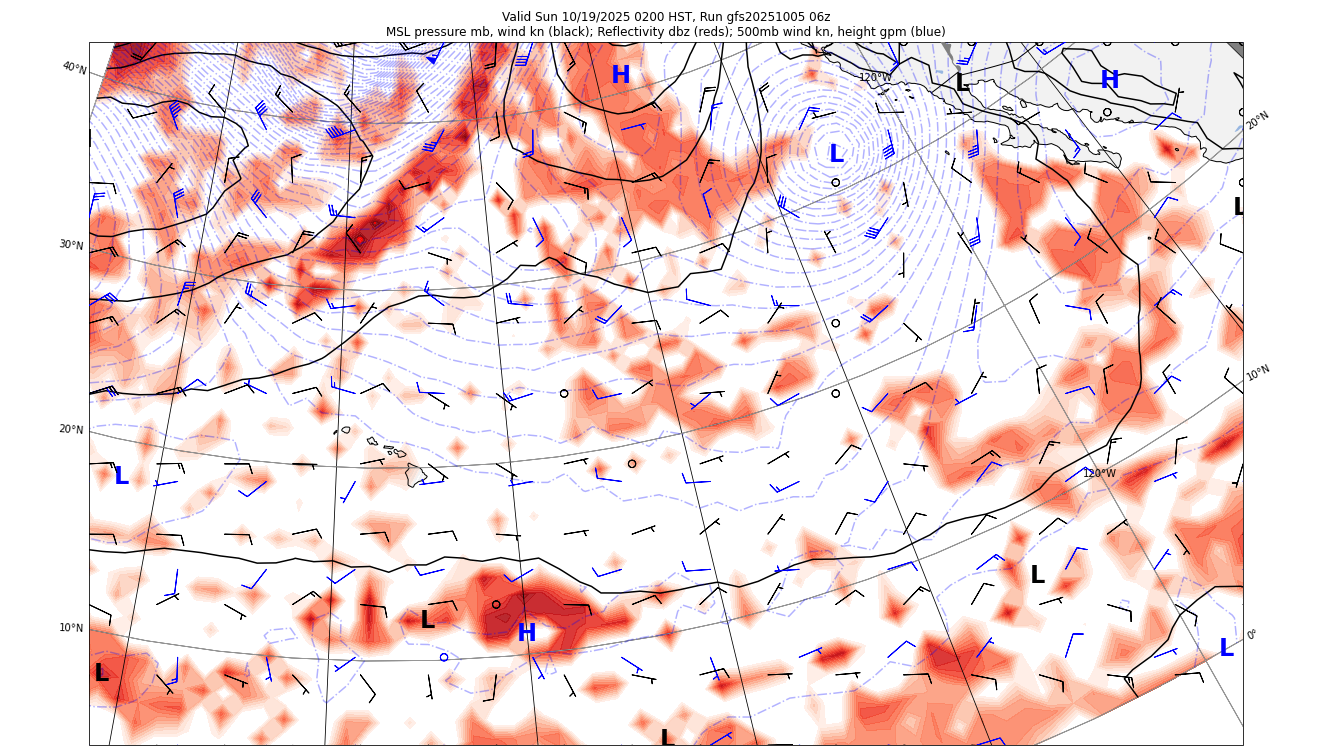 Valid Sun 10/19/2025 0200 HST, Run gfs20251005 06z
MSL pressure mb, wind kn (black); Reflectivity dbz (reds); 500mb wind kn, height gpm (blue)
40°N
H
120°W
L
H
20°N
L
L
30°N
10°N
20°N
L
120°W
L
10°N
L
H
0°
L
L
L